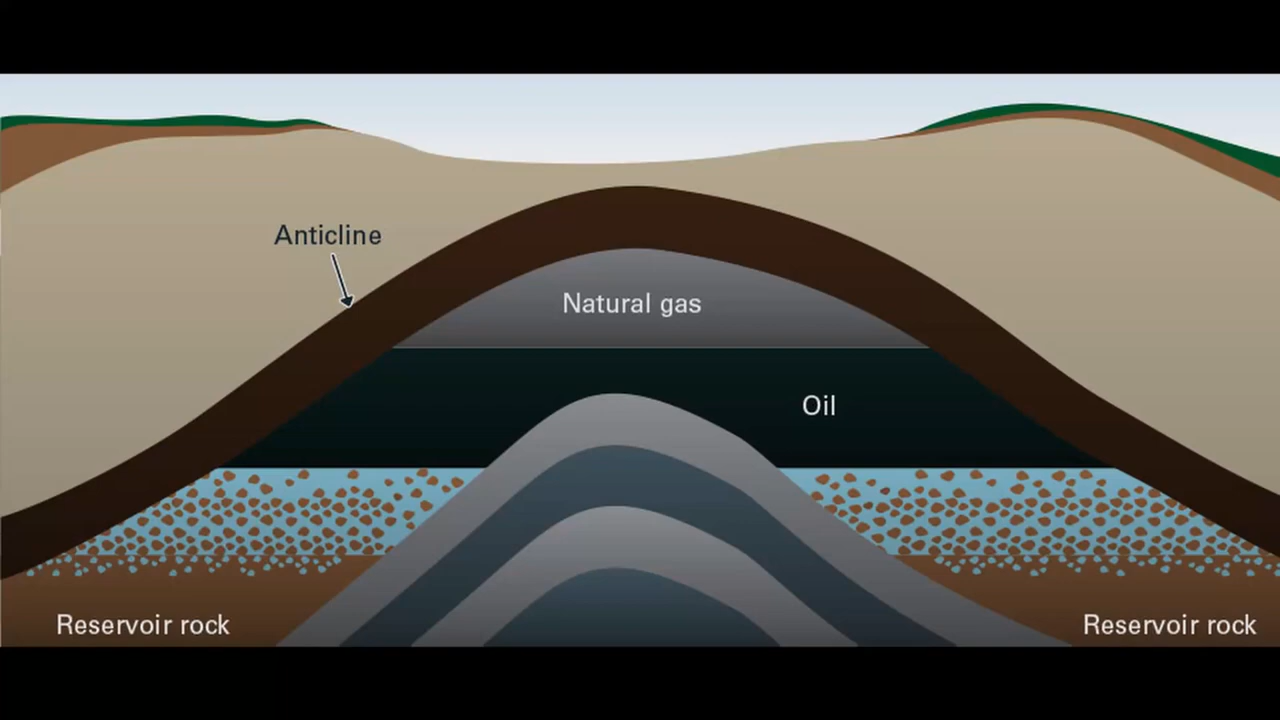 Anticline
Natural gas
Oil
Reservoir rock
Reservoir rock